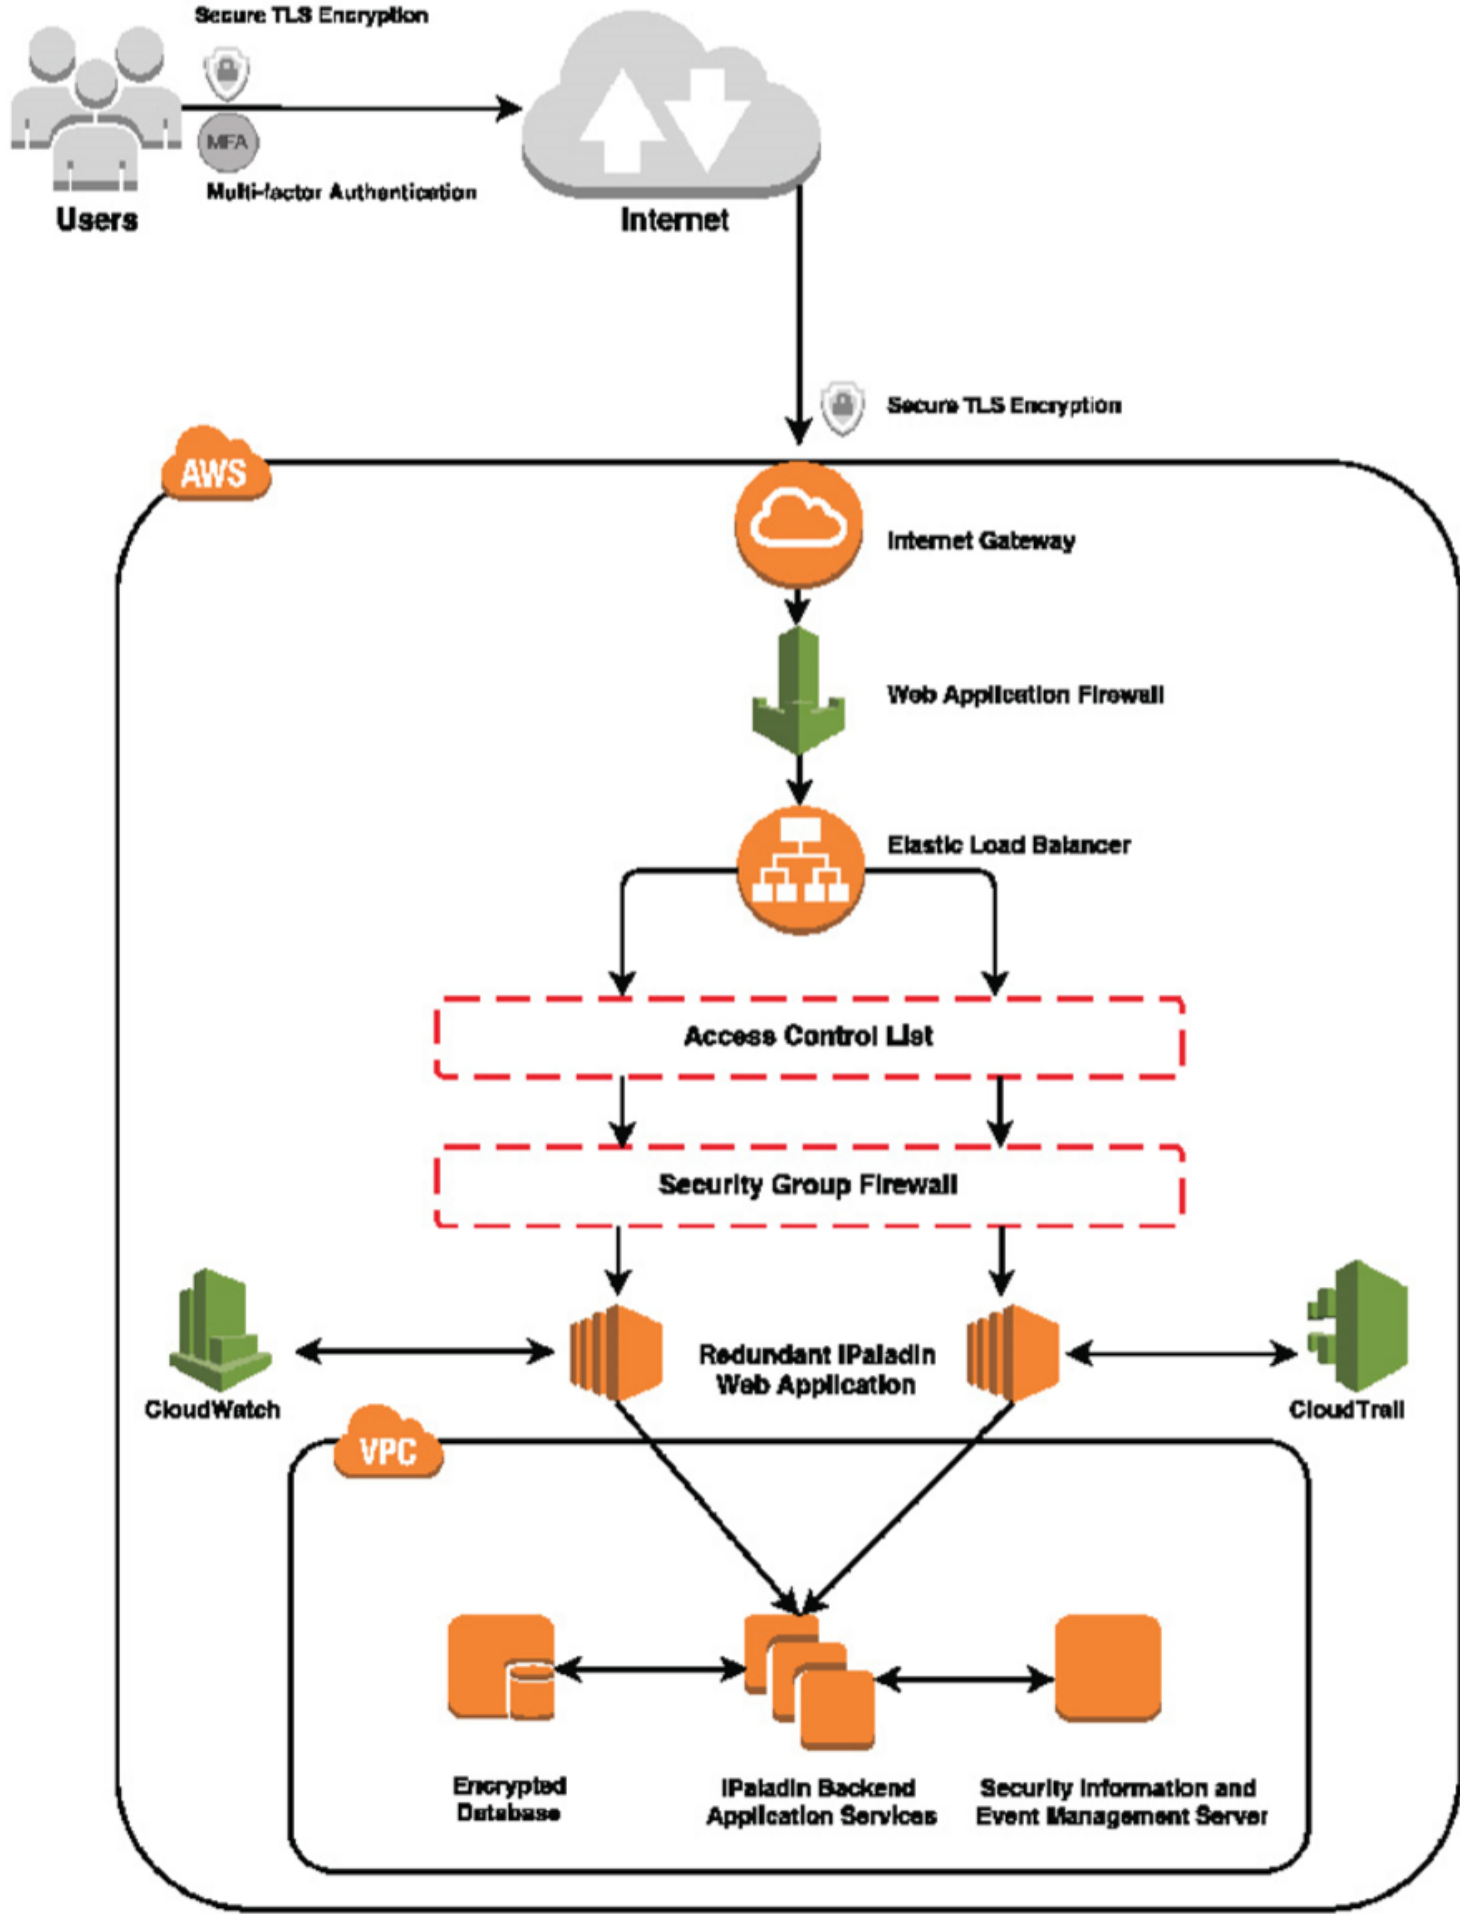 Secure TLS Encryption
MFA
Multi-factor Authentication
Users
Internet
Secure TLS Encryption
AWS
Internet Gateway
Web Application Firewall
Elastic Load Balancer
Access Control List
Security Group Firewall
Redundant iPaladin
Web Application
CloudWatch
CloudTrail
VPC
Encrypted
Database
iPaladin Backend
Application Services
Security Information and
Event Management Server